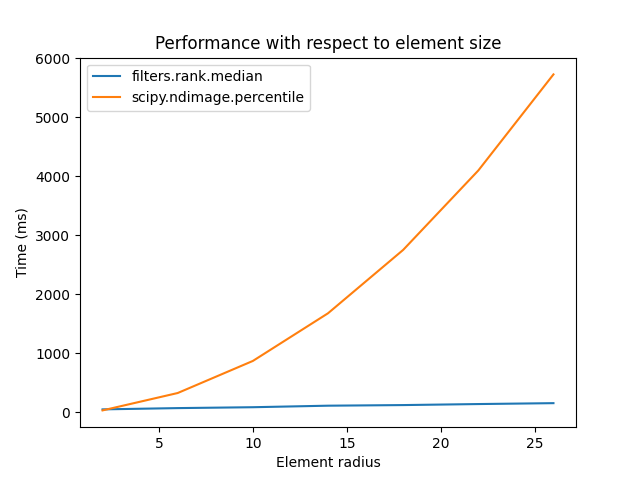 Performance with respect to element size
filters.rank.median
scipy.ndimage.percentile
Time (ms)
6000
5000
4000
3000
2000
1000
0
5
10
15
20
25
Element radius